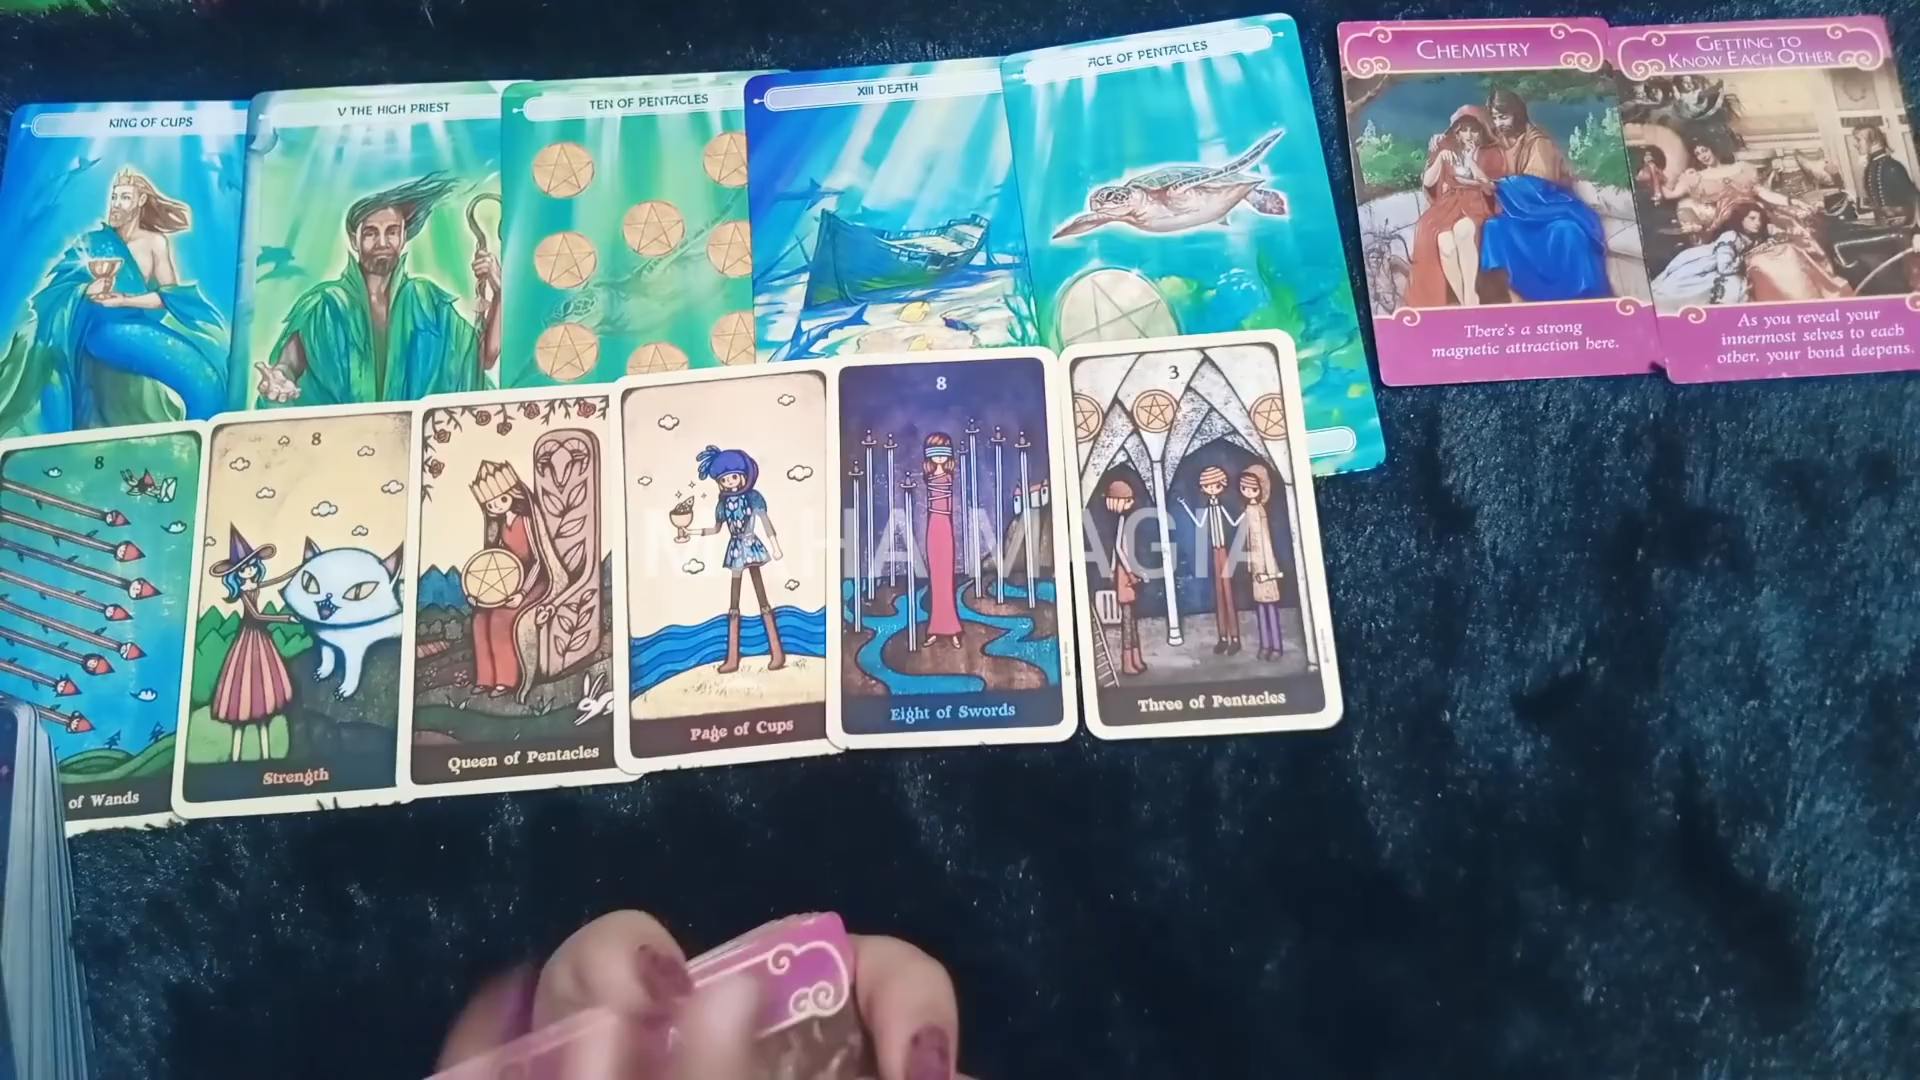 KING OF CUPS
V THE HIGH PRIEST
TEN OF PENTACLES
XIII DEATH
ACE OF PENTACLES
CHEMISTRY
There's a strong
magnetic attraction here.
GETTING TO
KNOW EACH OTHER
As you reveal your
innermost selves to each
other, your bond deepens.
8
of Wands
8
Strength
Queen of Pentacles
Page of Cups
8
Eight of Swords
3
Three of Pentacles
MAHA MAGIA